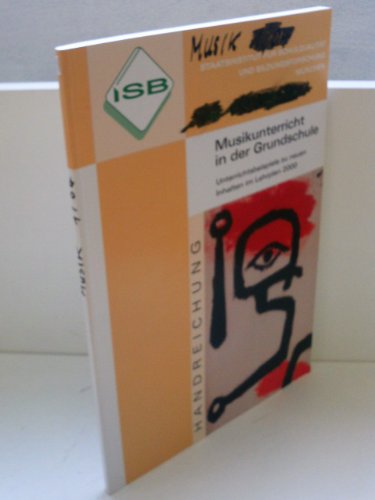 MUSIK
ISB
STAATSINSTITUT FÜR SCHULQUALITÄT
UND BILDUNGSFORSCHUNG
MÜNCHEN
Musikunterricht
in der Grundschule
Unterrichtsbeispiele zu neuen
Inhalten im Lehrplan 2000
HANDREICHUNG